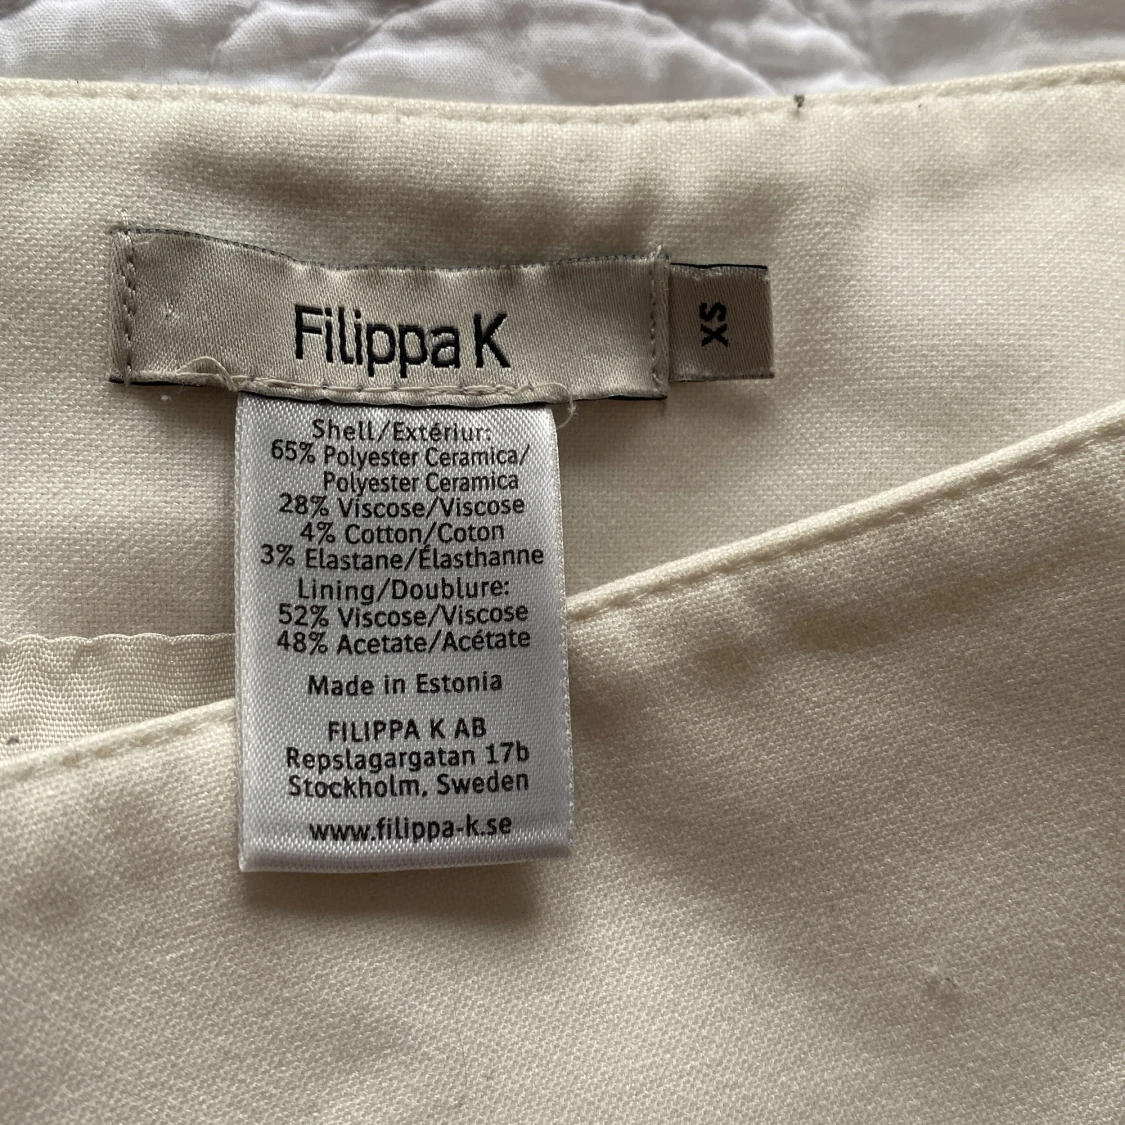 Filippa K
XS
Shell/Extériur:
65% Polyester Ceramica/
Polyester Ceramica
28% Viscose/Viscose
4% Cotton/Coton
3% Elastane/Élasthanne
Lining/Doublure:
52% Viscose/Viscose
48% Acetate/Acétate
Made in Estonia
FILIPPA K AB
Repslagargatan 17b
Stockholm, Sweden
www.filippa-k.se